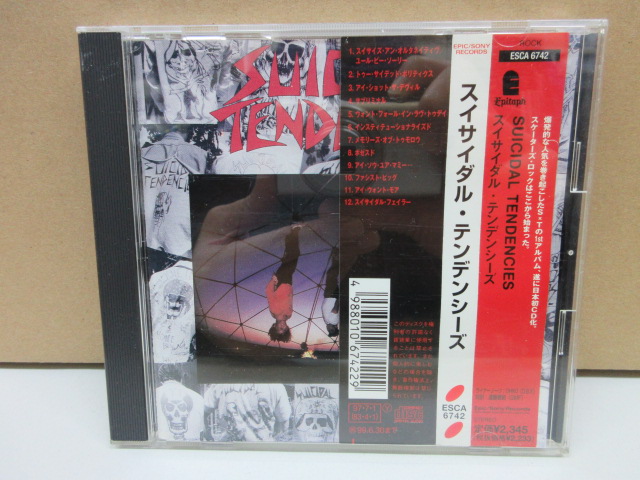 SUIC
TENDE
SUICIDAL
TENDENCIES
SUICIDAL
1. スイサイズ・アン・オルタネイティヴ
ユール・ビー・ソーリー
2. トゥー・サイデッド・ポリティクス
3. アイ・ショット・ザ・デヴィル
4. サブリミナル
5. ウォント・フォール・イン・ラヴ・トゥデイ
6. インスティテューショナライズド
7. メモリーズ・オブ・トゥモロウ
8. ポゼスド
9. アイ・ソウ・ユア・マミー…
10. ファシスト・ピッグ
11. アイ・ウォント・モア
12. スイサイダル・フェイラー
4 988010 674229
EPIC/SONY
RECORDS
スイサイダル・テンデンシーズ
ESCA
6742
ROCK
ESCA 6742
Epitaph
SUICIDAL TENDENCIES
スイサイダル・テンデンシーズ
爆発的な人気を巻き起こしたS×Tの1stアルバム、遂に日本初CD化。
スケーターズ・ロックはここから始まった。
¥2,345